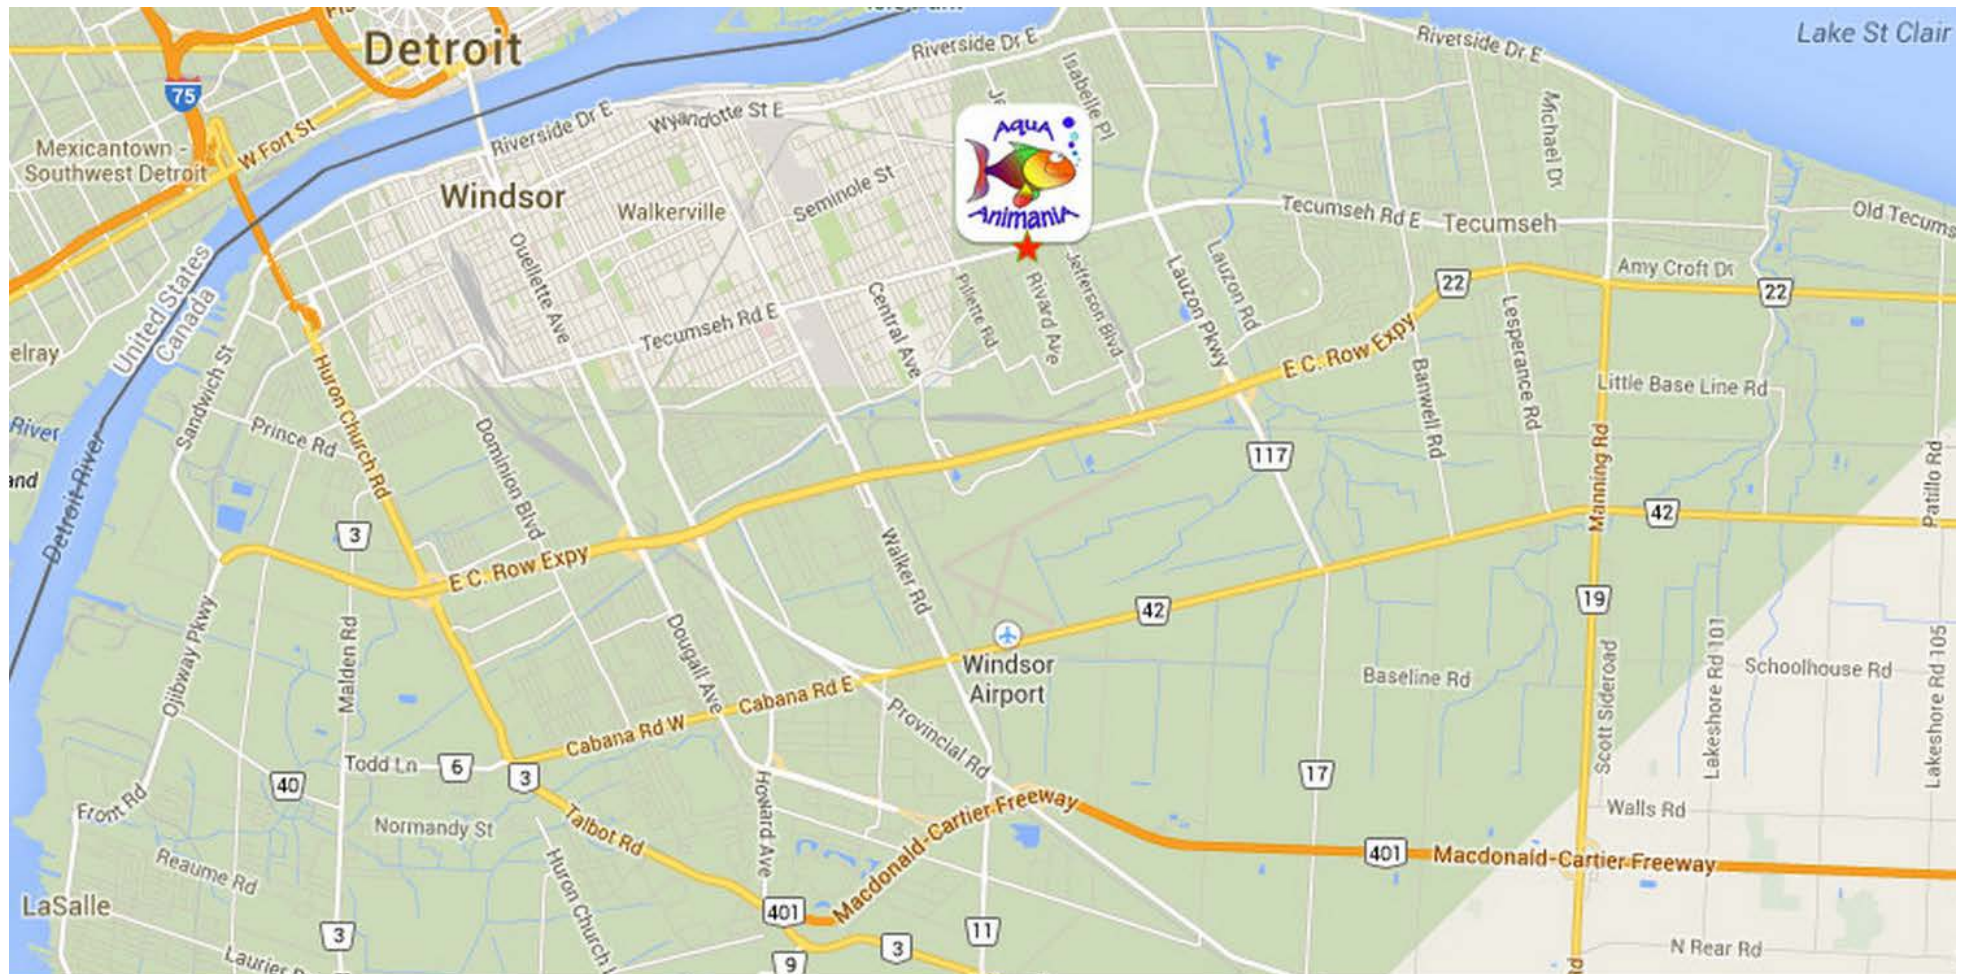 Detroit
Riverside Dr E
Riverside Dr E
Lake St Clair
75
Isabelle Pl
W Fort St
Mexicantown -
Southwest Detroit
Riverside Dr E
Wyandotte St E
Michael Dr
AquA
AnimaniA
Windsor
Walkerville
Seminole St
Tecumseh Rd E
Tecumseh
Old Tecums
United States
Canada
Ouellette Ave
Pillette Rd
Rivard Ave
Jefferson Blvd
Lauzon Pkwy
Lauzon Rd
Amy Croft Dr
22
22
Tecumseh Rd E
Central Ave
Lesperance Rd
elray
Sandwich St
Huron Church Rd
E C. Row Expy
Banwell Rd
Little Base Line Rd
River
Prince Rd
Dominion Blvd
Manning Rd
Patillo Rd
and
Detroit River
117
3
42
E C. Row Expy
Walker Rd
42
19
Ojibway Pkwy
Malden Rd
Dougall Ave
Windsor
Airport
Baseline Rd
Scott Sideroad
Lakeshore Rd 101
Schoolhouse Rd
Lakeshore Rd 105
Cabana Rd W
Cabana Rd E
Provincial Rd
Todd Ln
6
3
40
17
Front Rd
Normandy St
Talbot Rd
Howard Ave
Macdonald-Cartier Freeway
Walls Rd
401
Macdonald-Cartier Freeway
Reaume Rd
Huron Church L
LaSalle
401
3
11
3
Laurier
9
N Rear Rd
Rd